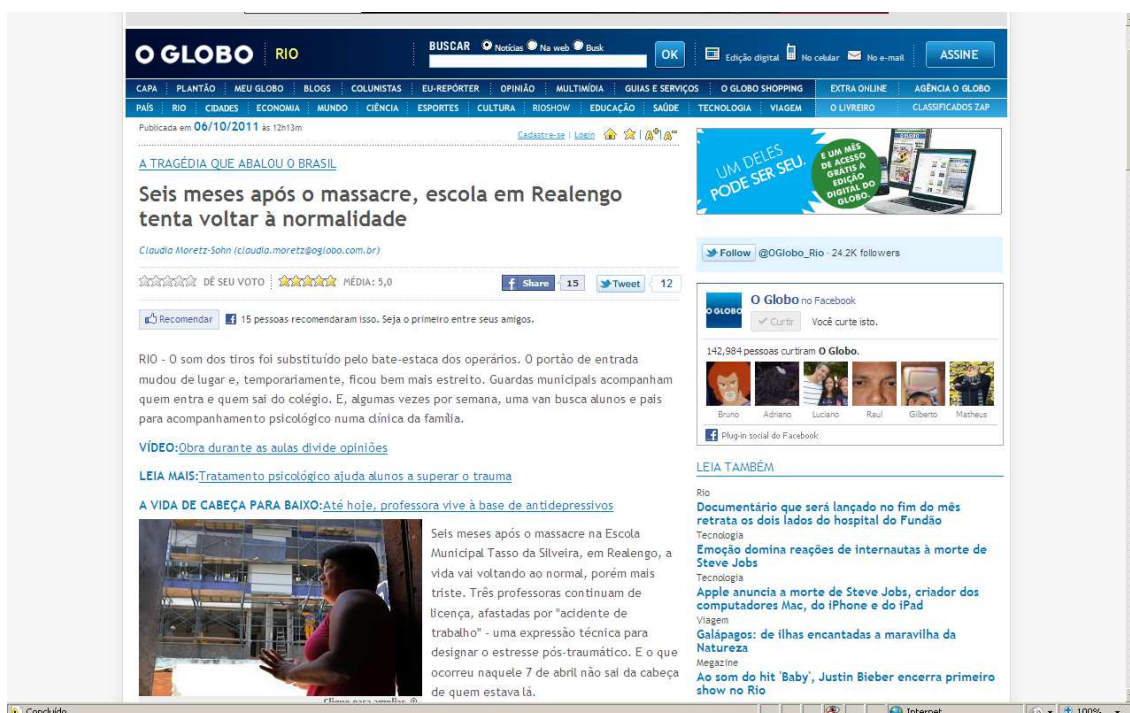 O GLOBO RIO
BUSCAR Notícias Na web Busk
OK
Edição digital No celular No e-mail
ASSINE
CAPA PLANTÃO MEU GLOBO BLOGS COLUNISTAS EU-REPÓRTER OPINIÃO MULTIMÍDIA GUIAS E SERVIÇOS O GLOBO SHOPPING EXTRA ONLINE AGÊNCIA O GLOBO
PAÍS RIO CIDADES ECONOMIA MUNDO CIÊNCIA ESPORTES CULTURA RIOSHOW EDUCAÇÃO SAÚDE TECNOLOGIA VIAGEM O LIVREIRO CLASSIFICADOS ZAP
Publicada em 06/10/2011 às 12h13m
Cadastre-se | Login
A TRAGÉDIA QUE ABALOU O BRASIL
Seis meses após o massacre, escola em Realengo
tenta voltar à normalidade
Claudia Moretz-Sohn (claudia.moretz@oglobo.com.br)
DÊ SEU VOTO MÉDIA: 5,0
Share 15 Tweet 12
Recomendar 15 pessoas recomendaram isso. Seja o primeiro entre seus amigos.
RIO - O som dos tiros foi substituído pelo bate-estaca dos operários. O portão de entrada
mudou de lugar e, temporariamente, ficou bem mais estreito. Guardas municipais acompanham
quem entra e quem sai do colégio. E, algumas vezes por semana, uma van busca alunos e pais
para acompanhamento psicológico numa clínica da família.
VÍDEO:Obra durante as aulas divide opiniões
LEIA MAIS:Tratamento psicológico ajuda alunos a superar o trauma
A VIDA DE CABEÇA PARA BAIXO:Até hoje, professora vive à base de antidepressivos
Seis meses após o massacre na Escola
Municipal Tasso da Silveira, em Realengo, a
vida vai voltando ao normal, porém mais
triste. Três professoras continuam de
licença, afastadas por "acidente de
trabalho" - uma expressão técnica para
designar o estresse pós-traumático. E o que
ocorreu naquele 7 de abril não sai da cabeça
de quem estava lá.
Clique para ampliar
UM DELES
PODE SER SEU.
E UM MÊS
DE ACESSO
GRÁTIS À
EDIÇÃO
DIGITAL DO
GLOBO.
Follow @OGlobo_Rio · 24.2K followers
O GLOBO
O Globo no Facebook
Curtir Você curte isto.
142,984 pessoas curtiram O Globo.
Bruno Adriano Luciano Raul Gilberto Matheus
Plug-in social do Facebook
LEIA TAMBÉM
Rio
Documentário que será lançado no fim do mês
retrata os dois lados do hospital do Fundão
Tecnologia
Emoção domina reações de internautas à morte de
Steve Jobs
Tecnologia
Apple anuncia a morte de Steve Jobs, criador dos
computadores Mac, do iPhone e do iPad
Viagem
Galápagos: de ilhas encantadas a maravilha da
Natureza
Megazine
Ao som do hit 'Baby', Justin Bieber encerra primeiro
show no Rio
Concluído
Internet
100%